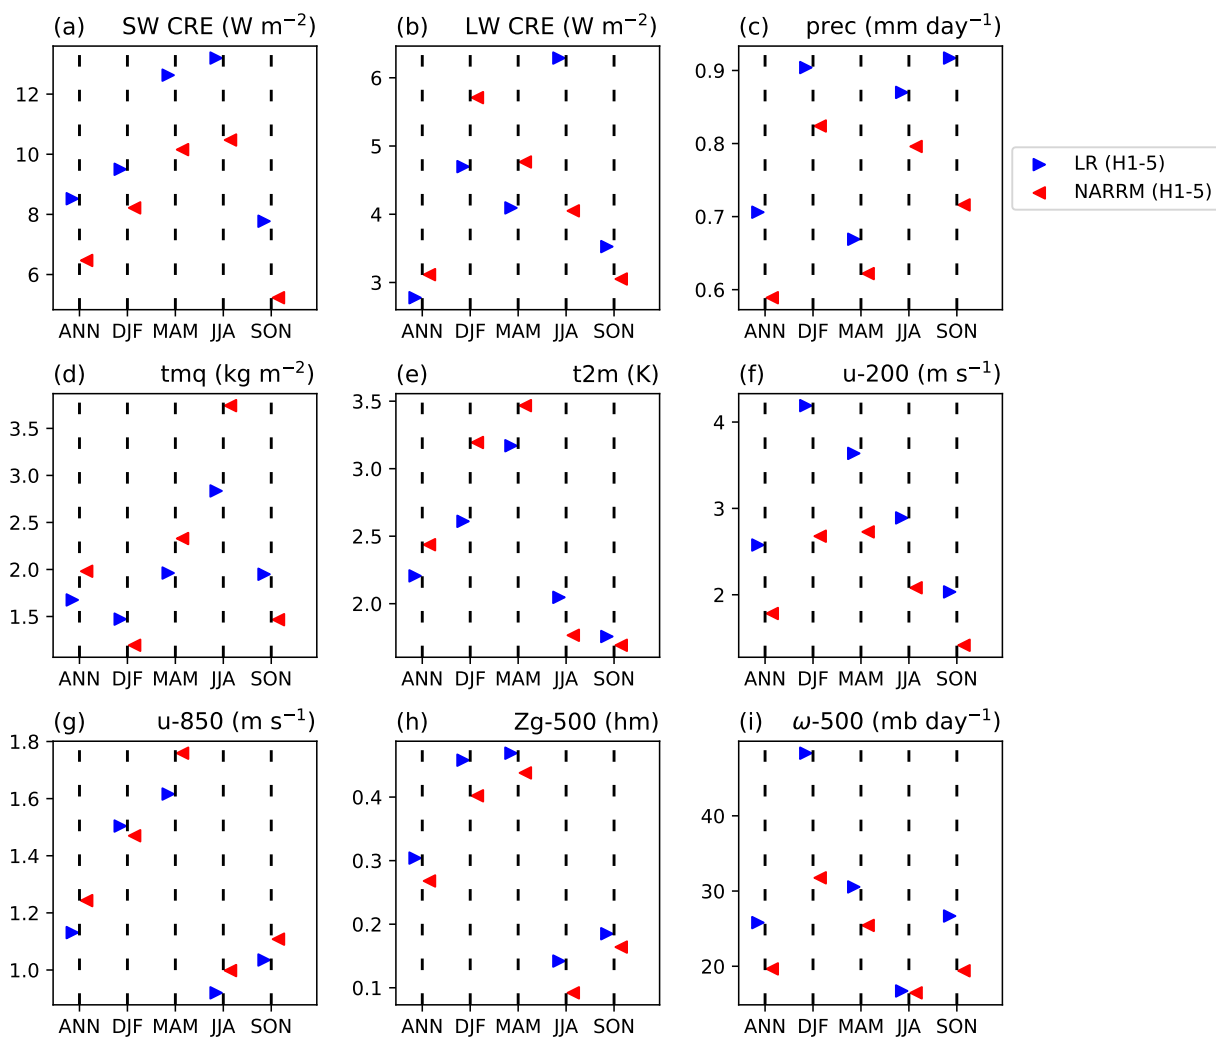 (a) SW CRE (W m⁻²)
12
10
8
6
ANN DJF MAM JJA SON
(b) LW CRE (W m⁻²)
6
5
4
3
ANN DJF MAM JJA SON
(c) prec (mm day⁻¹)
0.9
0.8
0.7
0.6
ANN DJF MAM JJA SON
LR (H1-5)
NARRM (H1-5)
(d) tmq (kg m⁻²)
3.5
3.0
2.5
2.0
1.5
ANN DJF MAM JJA SON
(e) t2m (K)
3.5
3.0
2.5
2.0
ANN DJF MAM JJA SON
(f) u-200 (m s⁻¹)
4
3
2
ANN DJF MAM JJA SON
(g) u-850 (m s⁻¹)
1.8
1.6
1.4
1.2
1.0
ANN DJF MAM JJA SON
(h) Zg-500 (hm)
0.4
0.3
0.2
0.1
ANN DJF MAM JJA SON
(i) ω-500 (mb day⁻¹)
40
30
20
ANN DJF MAM JJA SON